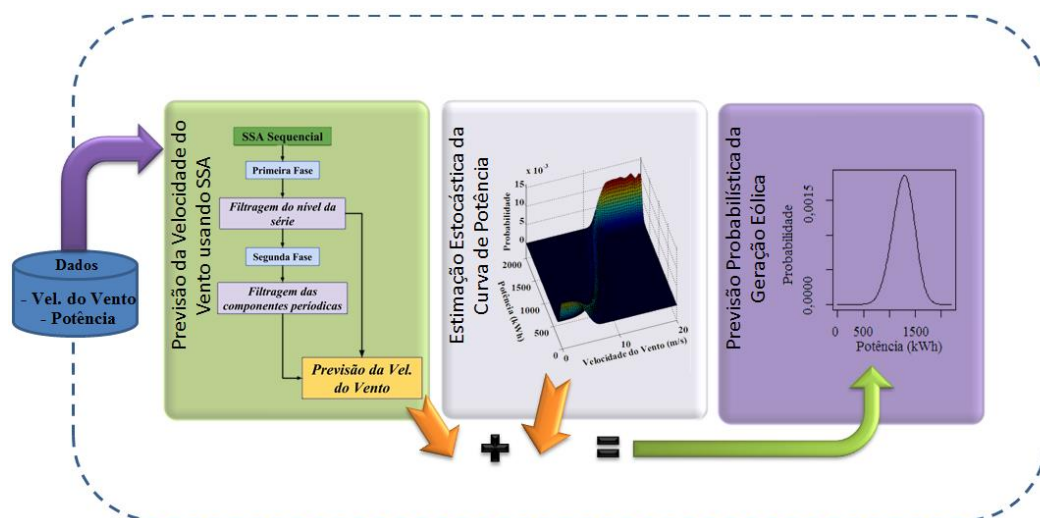 Dados
- Vel. do Vento
- Potência
Previsão da Velocidade do
Vento usando SSA
SSA Sequencial
Primeira Fase
Filtragem do nível da
série
Segunda Fase
Filtragem das
componentes periodicas
Previsão da Vel.
do Vento
Estimação Estocástica da
Curva de Potência
x 10⁻³
15
10
5
0
Probabilidade
2000
1500
1000
500
0
Potência (kWh)
0
10
20
Velocidade do Vento (m/s)
Previsão Probabilística da
Geração Eólica
Probabilidade
0,0015
0,0000
0
500
1500
Potência (kWh)
+
=